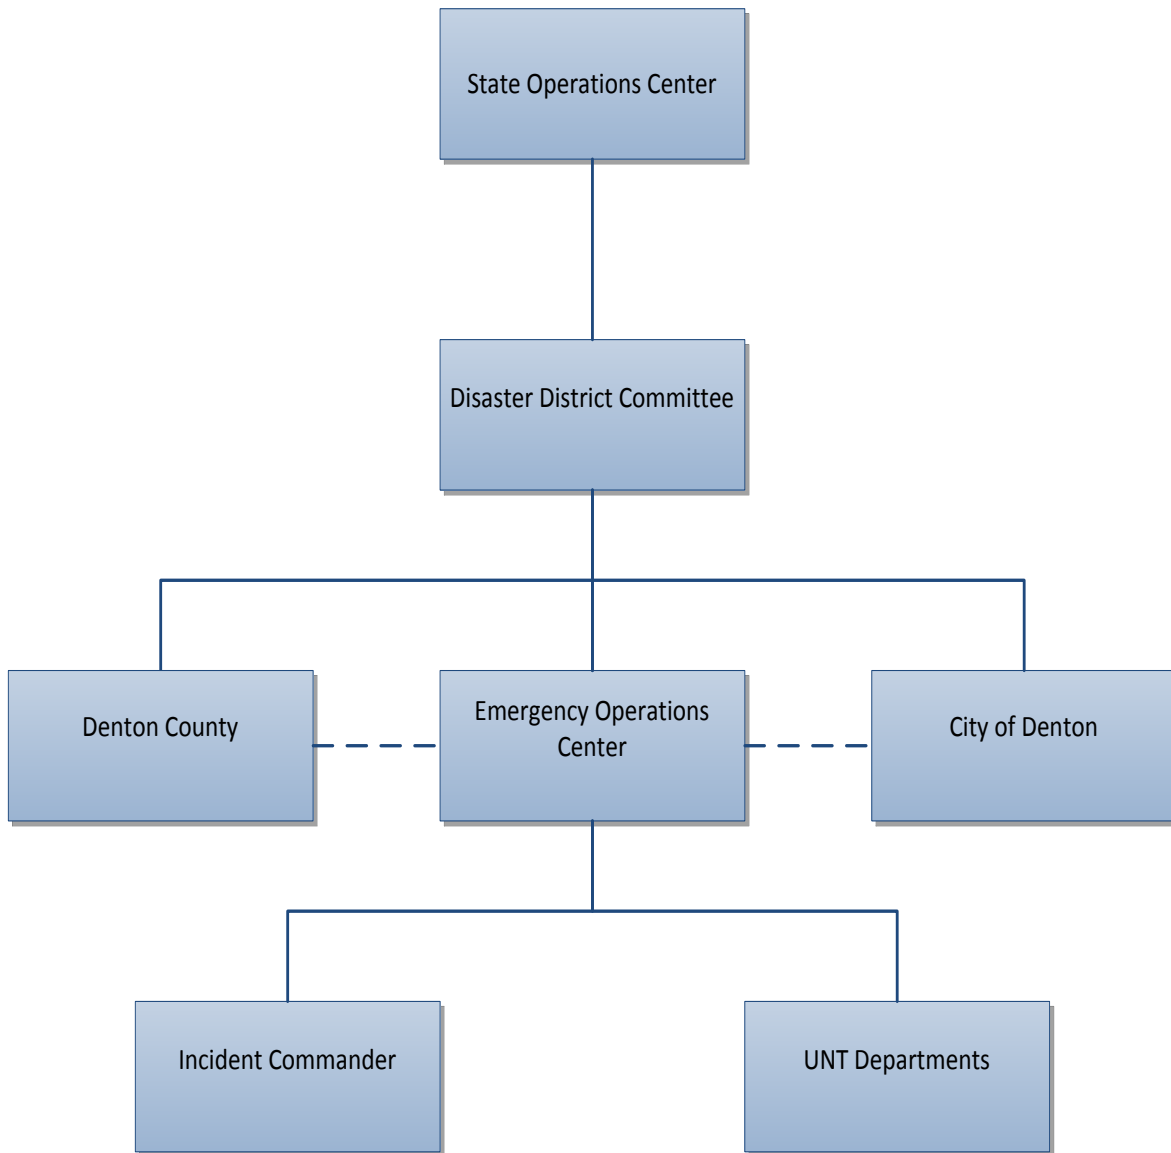 State Operations Center
Disaster District Committee
Denton County
Emergency Operations
Center
City of Denton
Incident Commander
UNT Departments